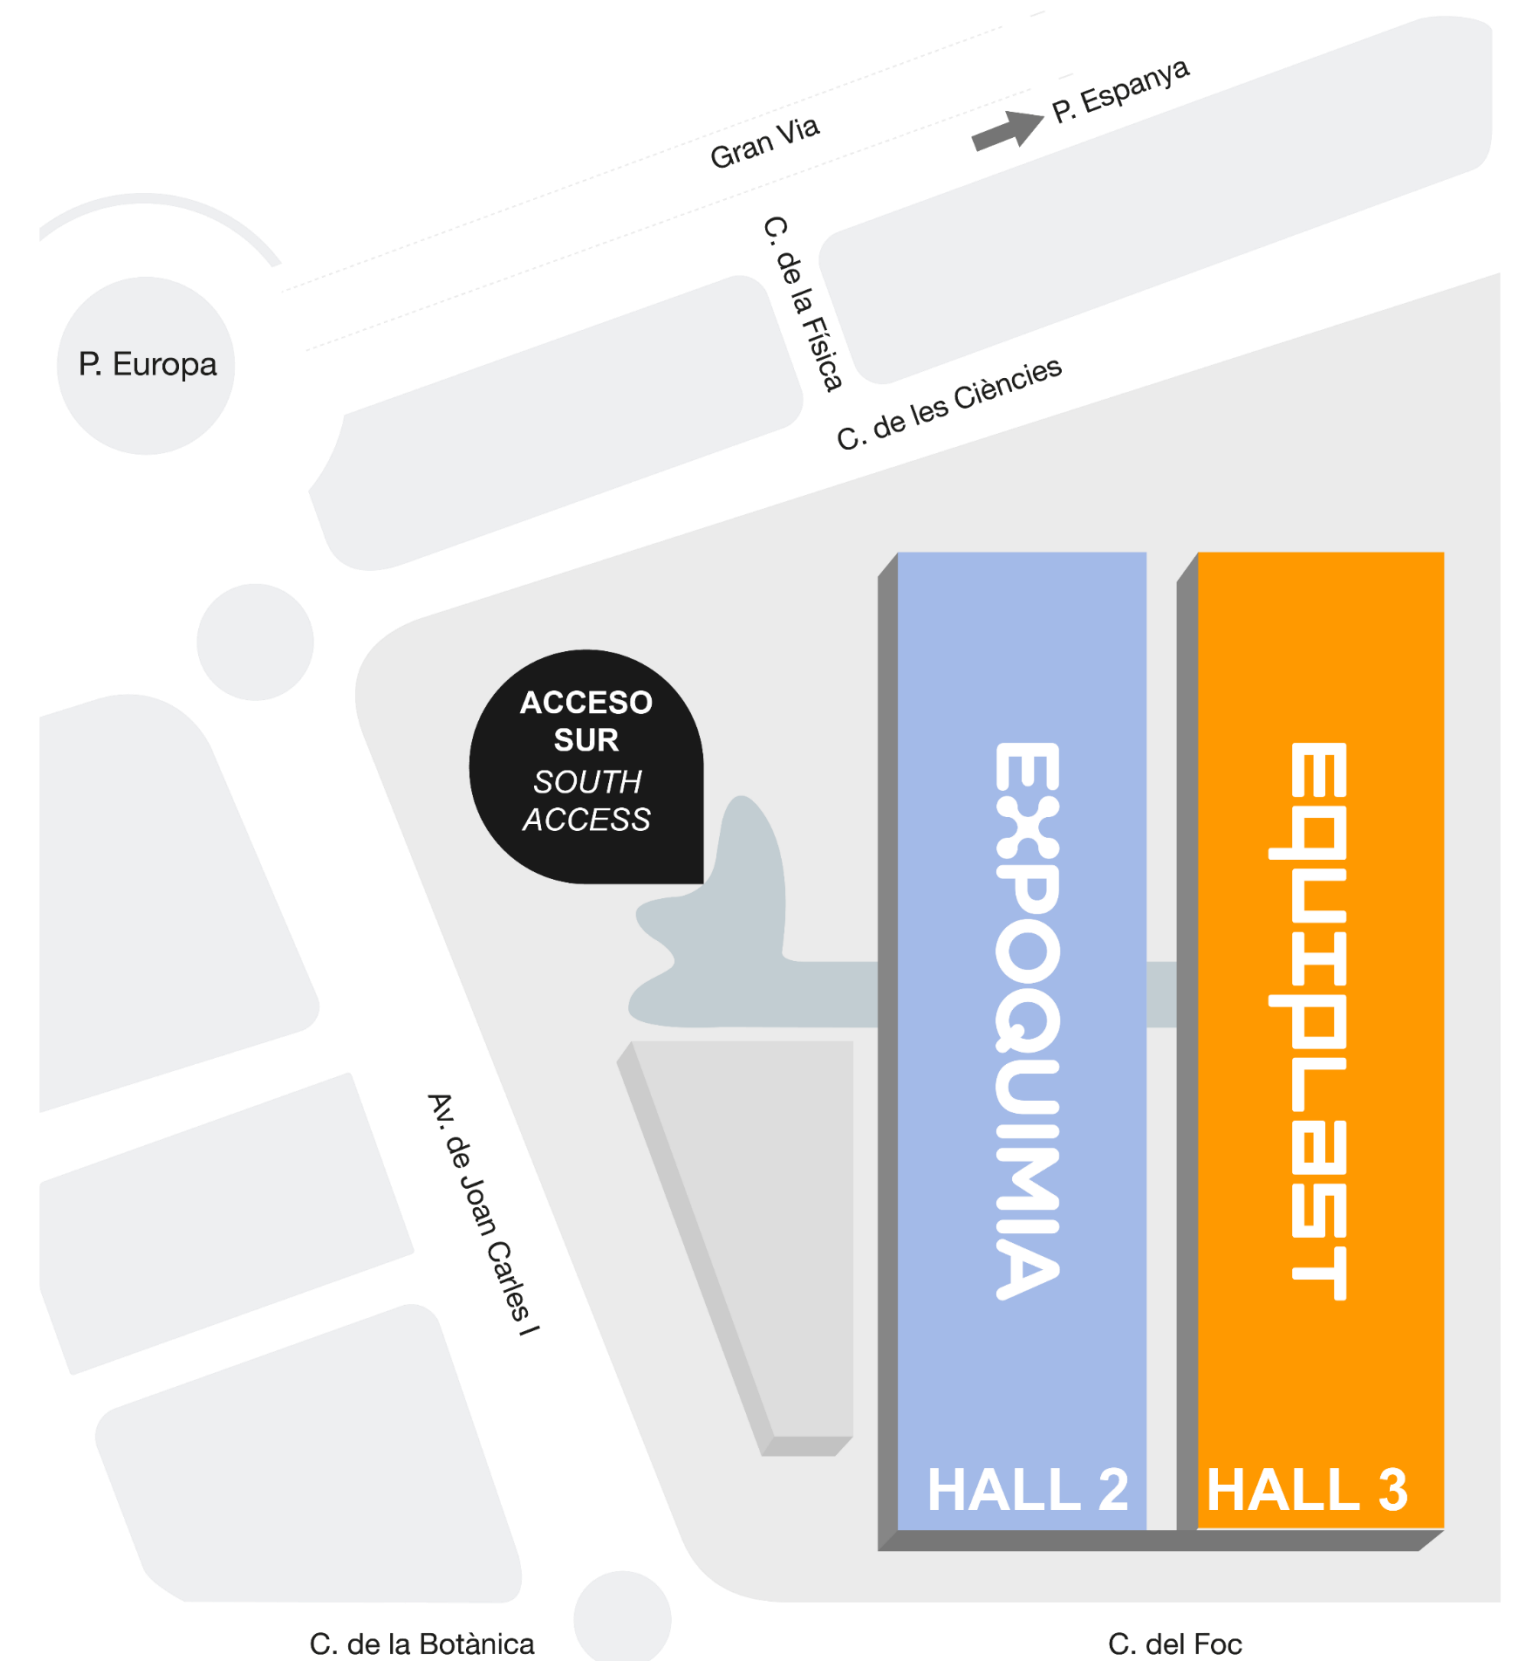 P. Espanya
Gran Via
C. de la Física
P. Europa
C. de les Ciències
ACCESO
SUR
SOUTH
ACCESS
EXPOQUIMIA
EQUIPLAST
Av. de Joan Carles I
HALL 2
HALL 3
C. de la Botànica
C. del Foc